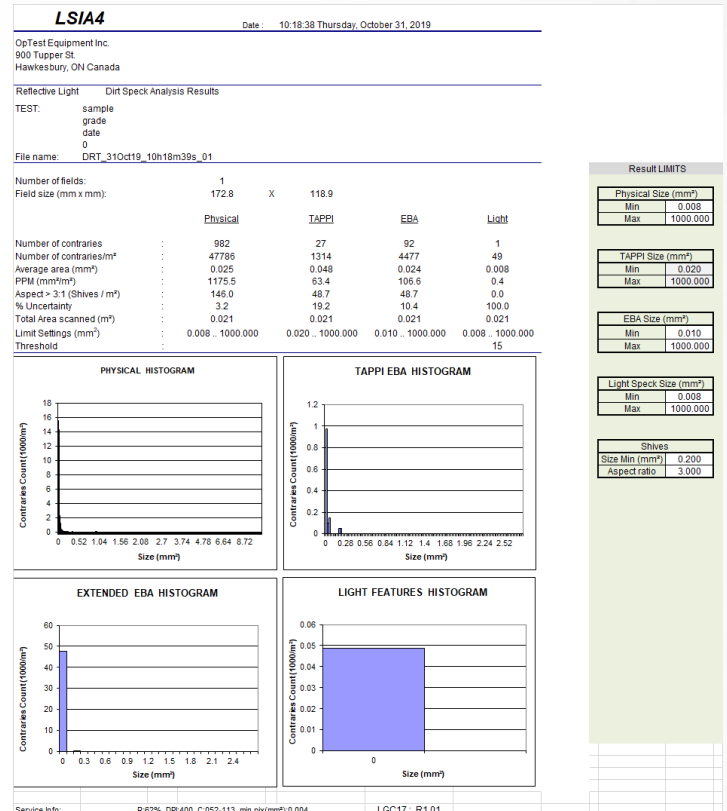 LSIA4
Date : 10:18:38 Thursday, October 31, 2019
OpTest Equipment Inc.
900 Tupper St.
Hawkesbury, ON Canada
Reflective Light Dirt Speck Analysis Results
TEST: sample
grade
date
0
File name: DRT_31Oct19_10h18m39s_01
Number of fields: 1
Field size (mm x mm): 172.8 X 118.9
Physical TAPPI EBA Light
Number of contraries : 982 27 92 1
Number of contraries/m² : 47786 1314 4477 49
Average area (mm²) : 0.025 0.048 0.024 0.008
PPM (mm²/m²) : 1175.5 63.4 106.6 0.4
Aspect > 3:1 (Shives / m²) : 146.0 48.7 48.7 0.0
% Uncertainty : 3.2 19.2 10.4 100.0
Total Area scanned (m²) : 0.021 0.021 0.021 0.021
Limit Settings (mm²) : 0.008 .. 1000.000 0.020 .. 1000.000 0.010 .. 1000.000 0.008 .. 1000.000
Threshold : 15
PHYSICAL HISTOGRAM
Contraries Count (1000/m²)
18
16
14
12
10
8
6
4
2
0
0 0.52 1.04 1.56 2.08 2.7 3.74 4.78 6.64 8.72
Size (mm²)
TAPPI EBA HISTOGRAM
Contraries Count (1000/m²)
1.2
1
0.8
0.6
0.4
0.2
0
0 0.28 0.56 0.84 1.12 1.4 1.68 1.96 2.24 2.52
Size (mm²)
EXTENDED EBA HISTOGRAM
Contraries Count (1000/m²)
60
50
40
30
20
10
0
0 0.3 0.6 0.9 1.2 1.5 1.8 2.1 2.4
Size (mm²)
LIGHT FEATURES HISTOGRAM
Contraries Count (1000/m²)
0.06
0.05
0.04
0.03
0.02
0.01
0
0
Size (mm²)
Service Info: R:62% DPI:400 C:052-113 min pix(mm²):0.004 LGC17 : R1.01
Result LIMITS
Physical Size (mm²)
Min 0.008
Max 1000.000
TAPPI Size (mm²)
Min 0.020
Max 1000.000
EBA Size (mm²)
Min 0.010
Max 1000.000
Light Speck Size (mm²)
Min 0.008
Max 1000.000
Shives
Size Min (mm²) 0.200
Aspect ratio 3.000